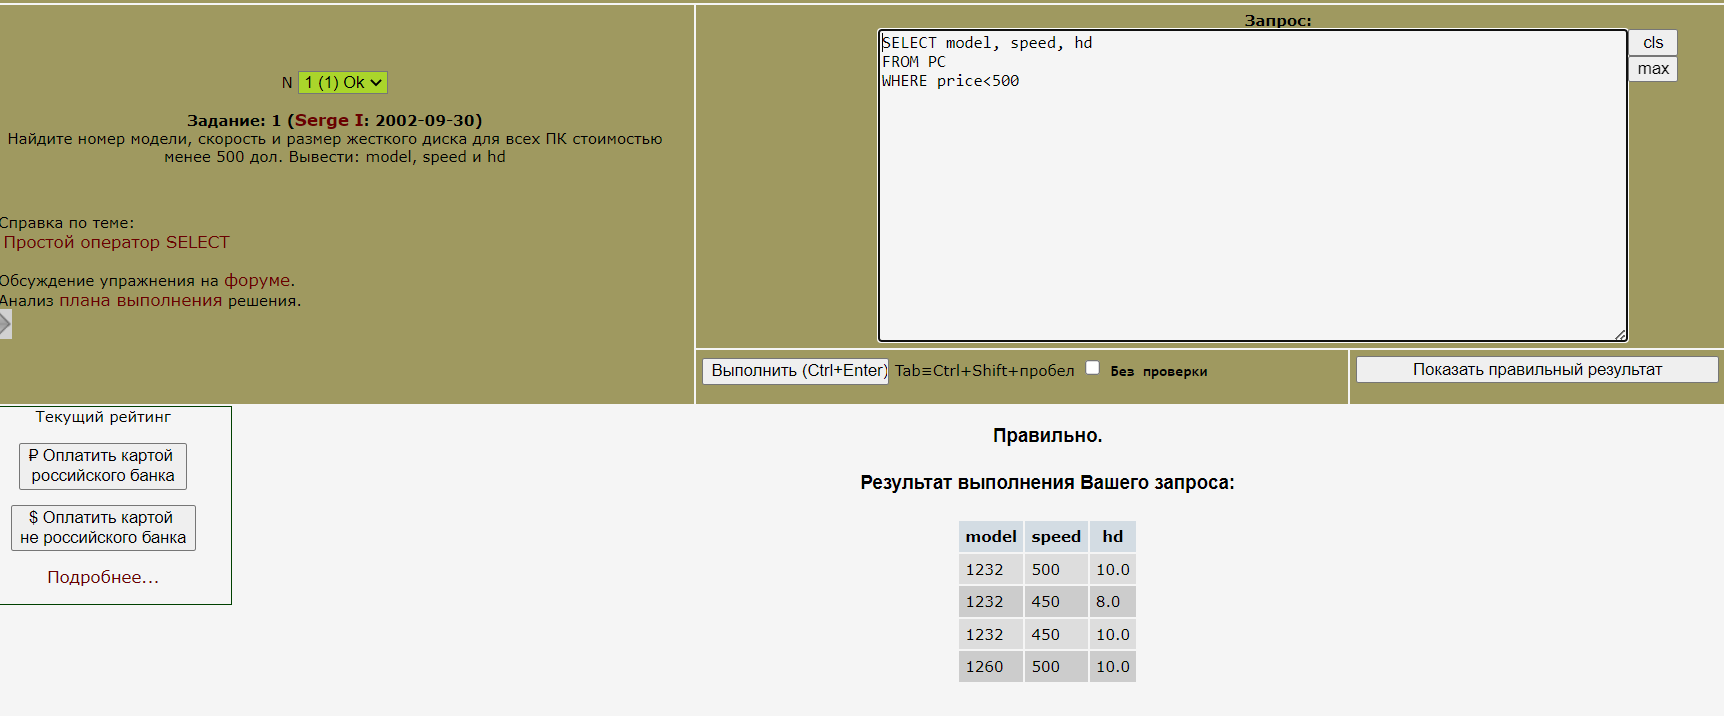 N 1 (1) Ok
Задание: 1 (Serge I: 2002-09-30)
Найдите номер модели, скорость и размер жесткого диска для всех ПК стоимостью
менее 500 дол. Вывести: model, speed и hd
Справка по теме:
Простой оператор SELECT
Обсуждение упражнения на форуме.
Анализ плана выполнения решения.
Запрос:
SELECT model, speed, hd
FROM PC
WHERE price<500
cls
max
Выполнить (Ctrl+Enter) Tab≡Ctrl+Shift+пробел Без проверки
Показать правильный результат
Текущий рейтинг
₽ Оплатить картой
российского банка
$ Оплатить картой
не российского банка
Подробнее...
Правильно.
Результат выполнения Вашего запроса:
model speed hd
1232 500 10.0
1232 450 8.0
1232 450 10.0
1260 500 10.0